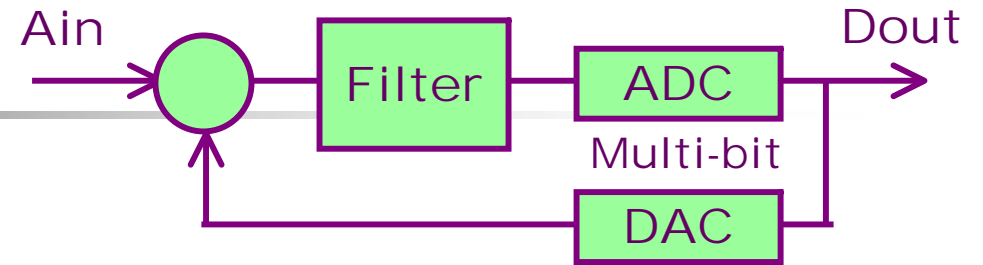 Ain
Dout
Filter
ADC
Multi-bit
DAC